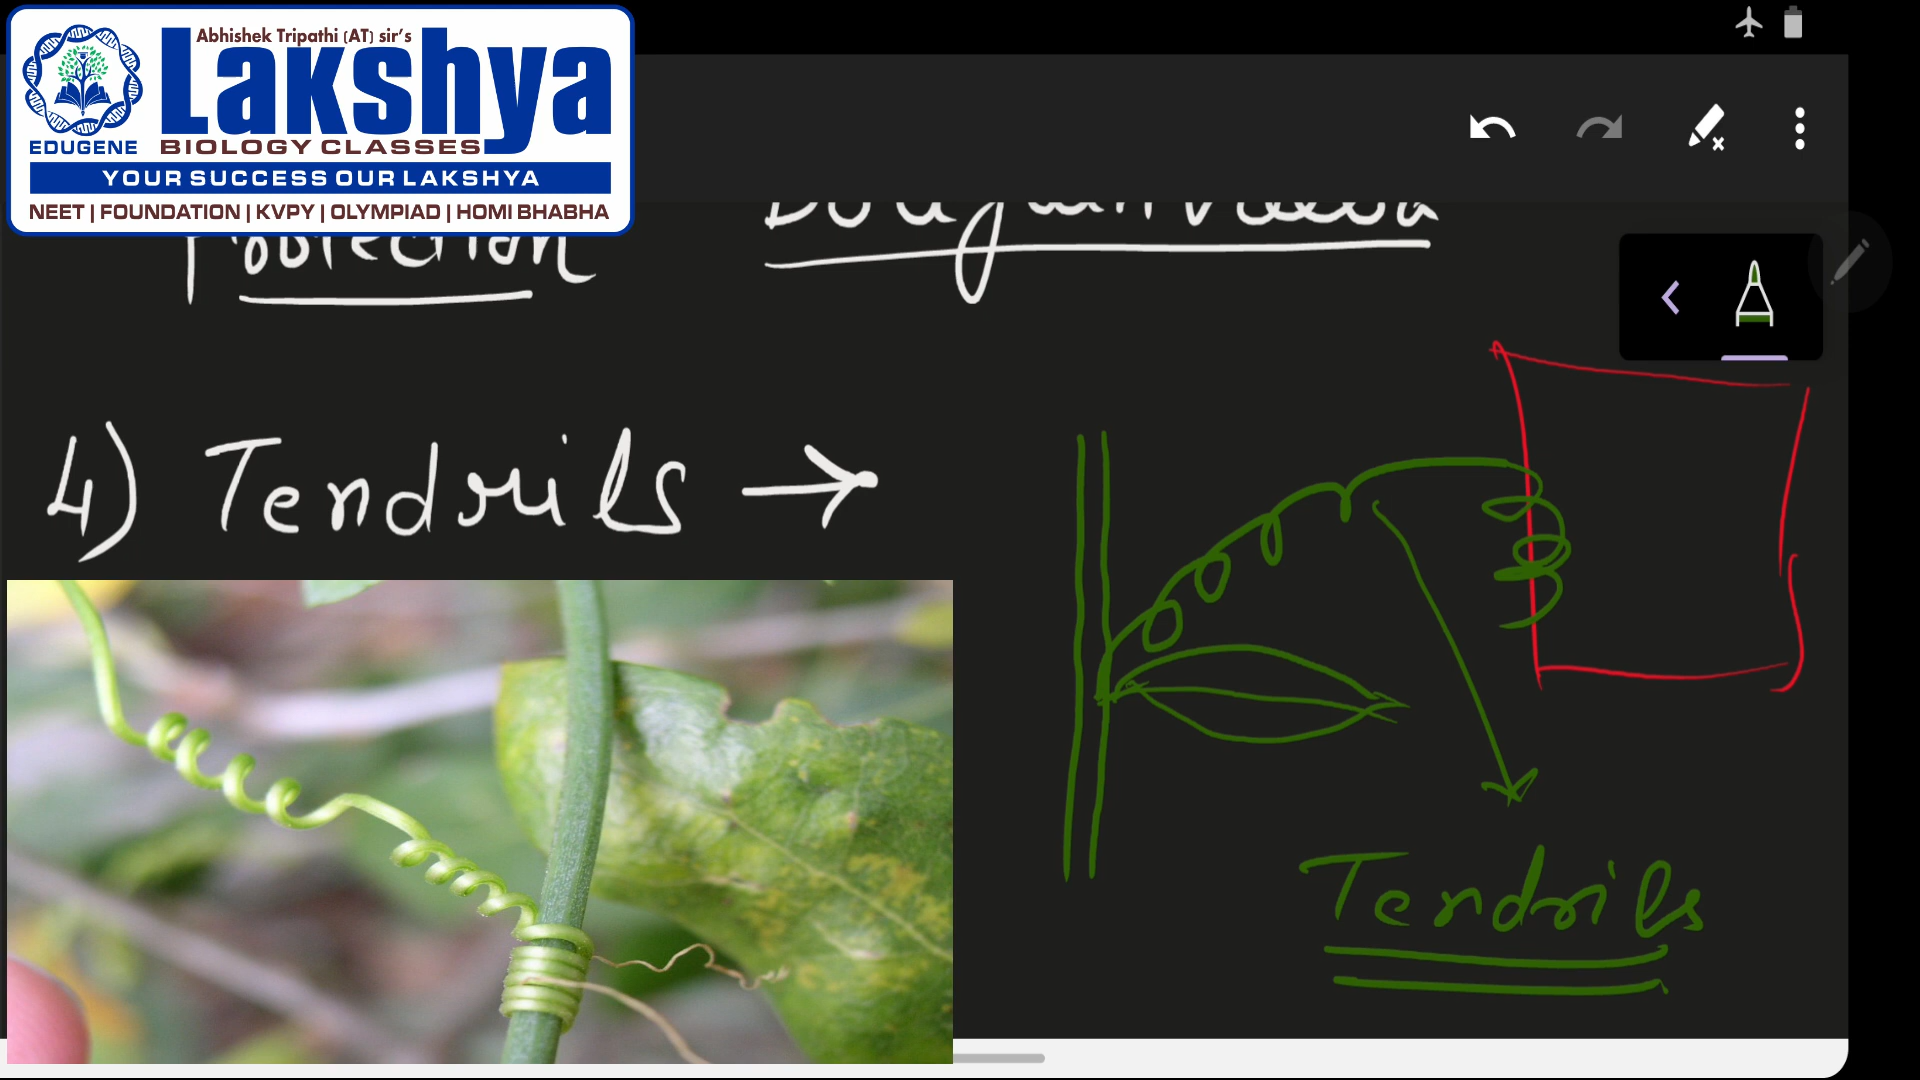 Abhishek Tripathi (AT) sir's
Lakshya
EDUGENE
BIOLOGY CLASSES
YOUR SUCCESS OUR LAKSHYA
NEET | FOUNDATION | KVPY | OLYMPIAD | HOMI BHABHA
4) Tendrils →
Tendrils